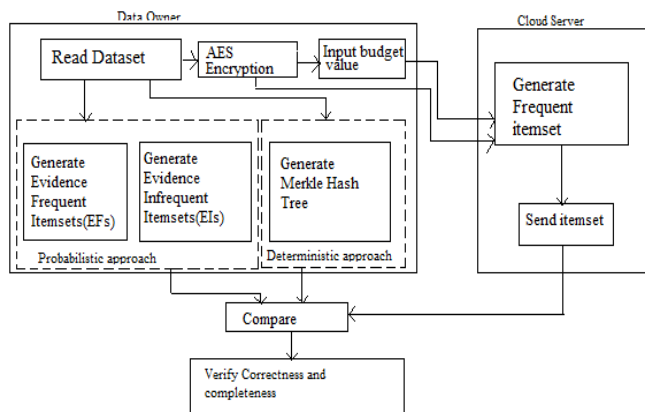 Data Owner
Cloud Server
Read Dataset
AES
Encryption
Input budget
value
Generate
Frequent
itemset
Generate
Evidence
Frequent
Itemsets(EFs)
Generate
Evidence
Infrequent
Itemsets(EIs)
Generate
Merkle Hash
Tree
Send itemset
Probabilistic approach
Deterministic approach
Compare
Verify Correctness and
completeness